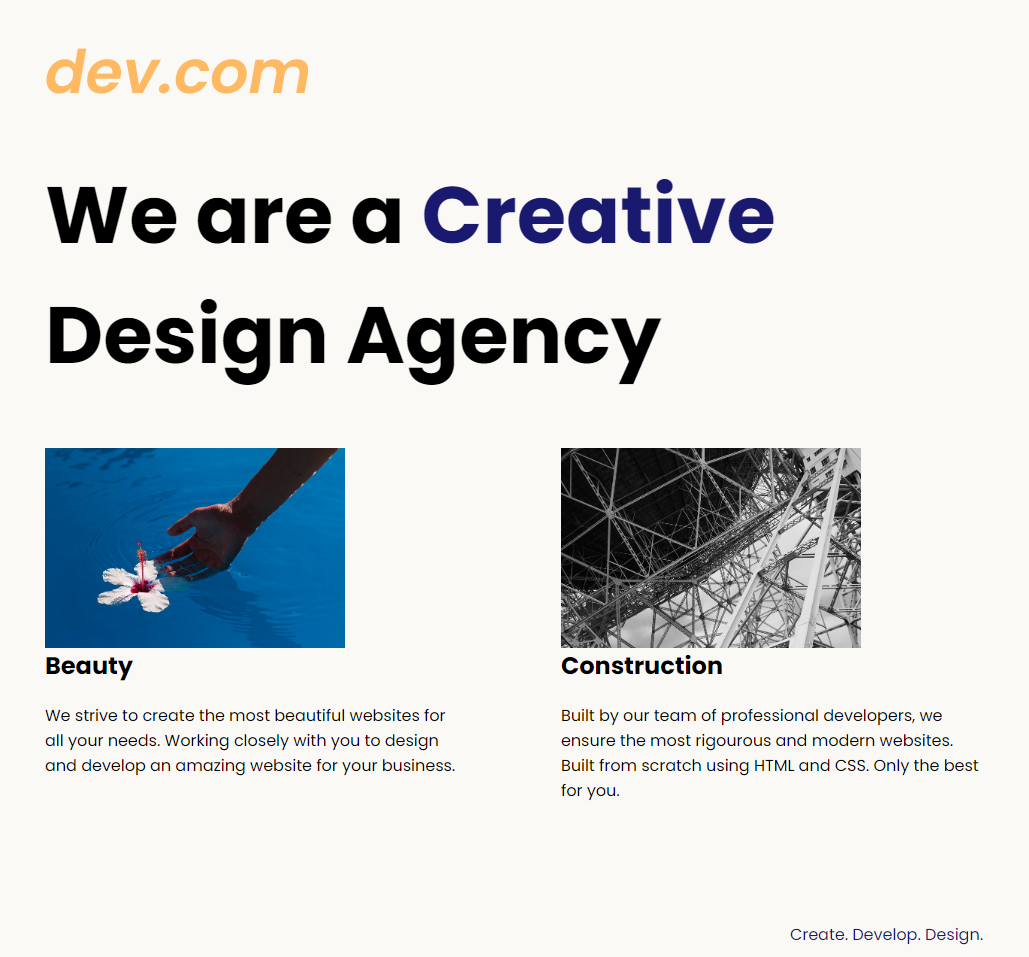 dev.com
We are a Creative
Design Agency
Beauty
We strive to create the most beautiful websites for
all your needs. Working closely with you to design
and develop an amazing website for your business.
Construction
Built by our team of professional developers, we
ensure the most rigourous and modern websites.
Built from scratch using HTML and CSS. Only the best
for you.
Create. Develop. Design.